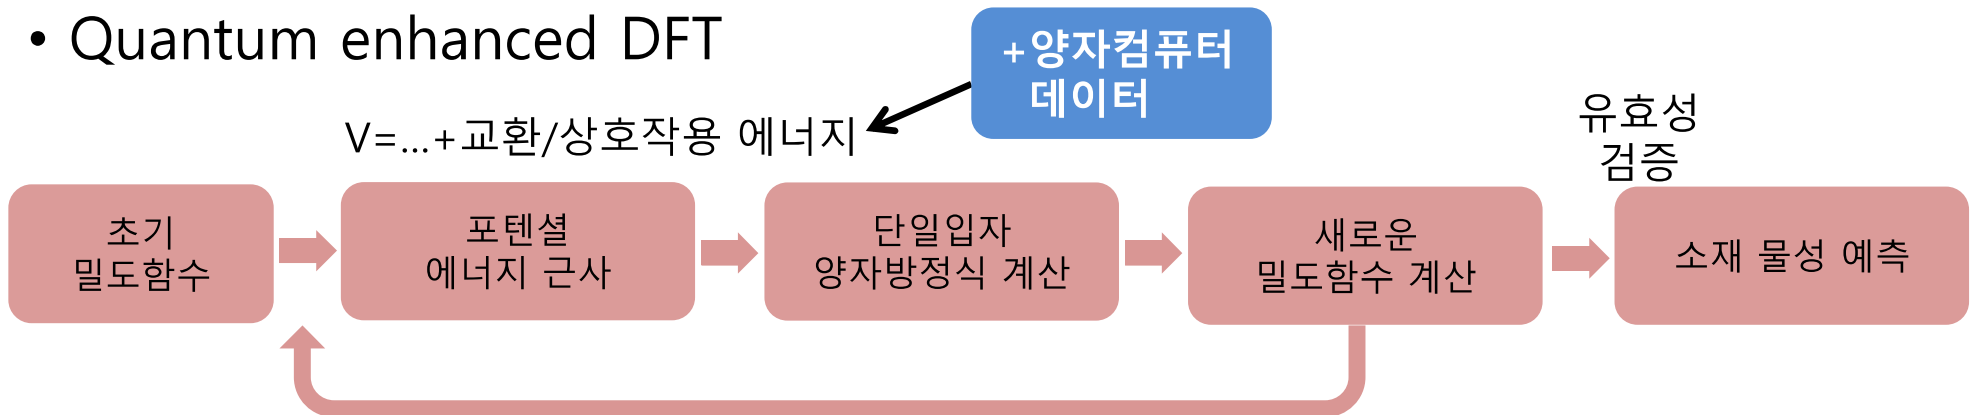 • Quantum enhanced DFT
+양자컴퓨터
데이터
V=...+교환/상호작용 에너지
유효성
검증
초기
밀도함수
포텐셜
에너지 근사
단일입자
양자방정식 계산
새로운
밀도함수 계산
소재 물성 예측